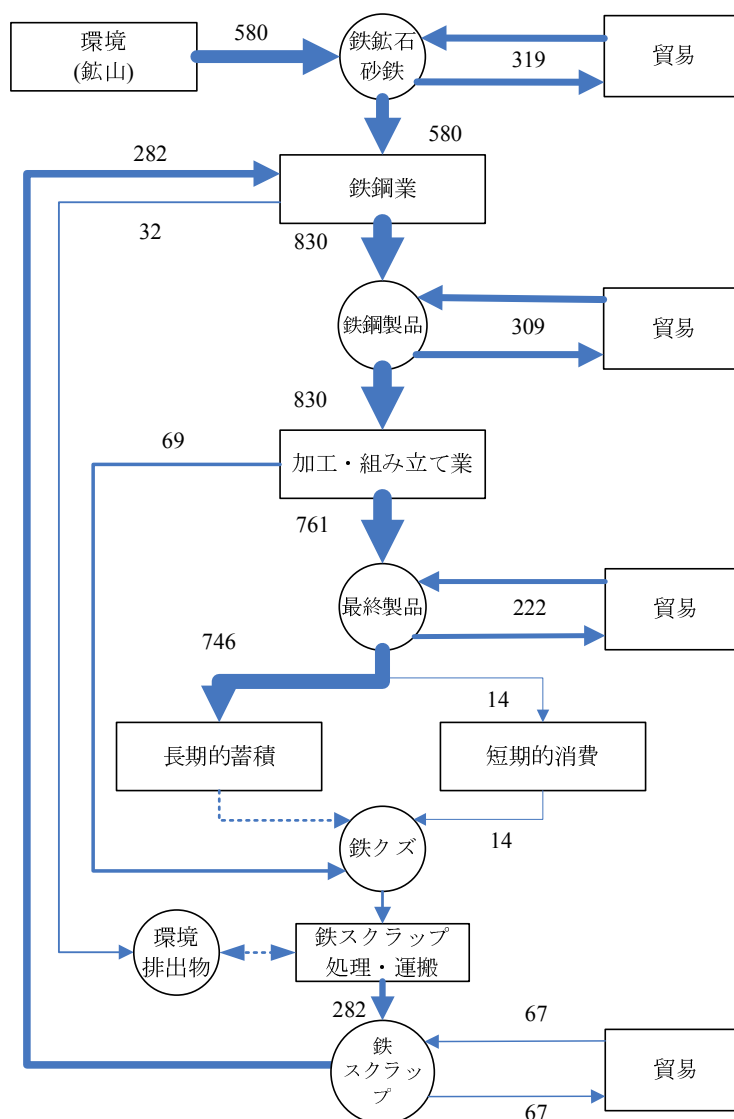 環境
(鉱山)
580
鉄鉱石
砂鉄
319
貿易
580
282
鉄鋼業
32
830
鉄鋼製品
309
貿易
830
69
加工・組み立て業
761
最終製品
222
貿易
746
14
長期的蓄積
短期的消費
鉄クズ
14
環境
排出物
鉄スクラップ
処理・運搬
282
67
鉄
スクラッ
プ
貿易
67